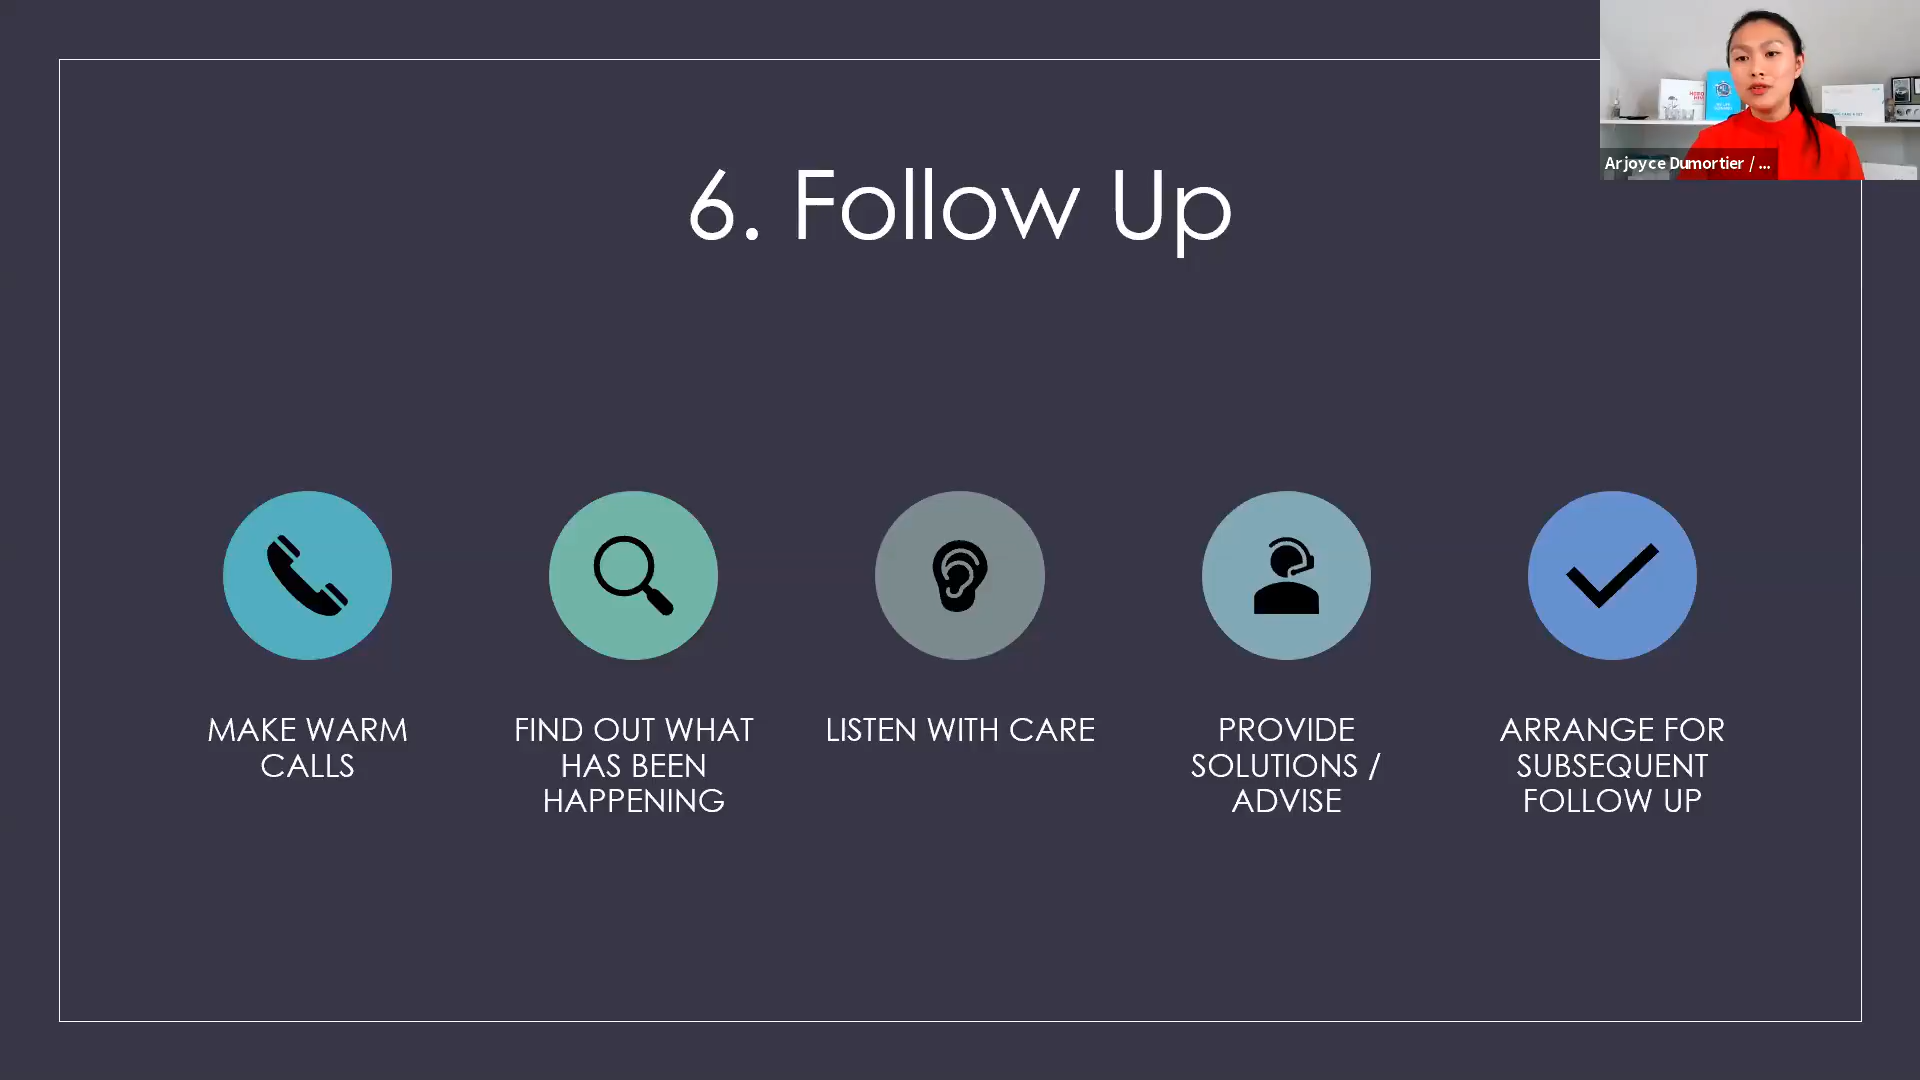 6. Follow Up
Arjoyce Dumortier / ...
MAKE WARM
CALLS
FIND OUT WHAT
HAS BEEN
HAPPENING
LISTEN WITH CARE
PROVIDE
SOLUTIONS /
ADVISE
ARRANGE FOR
SUBSEQUENT
FOLLOW UP